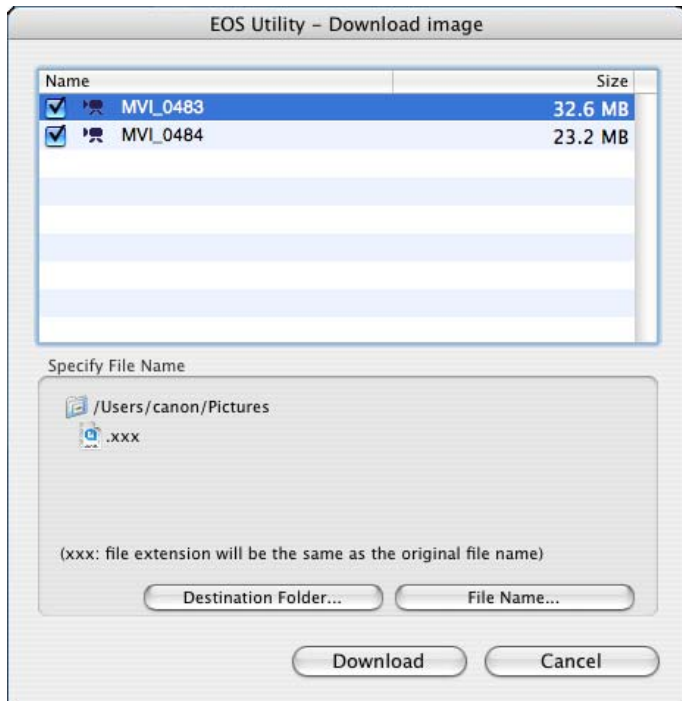 EOS Utility – Download image
Name Size
MVI_0483 32.6 MB
MVI_0484 23.2 MB
Specify File Name
/Users/canon/Pictures
.xxx
(xxx: file extension will be the same as the original file name)
Destination Folder... File Name...
Download Cancel